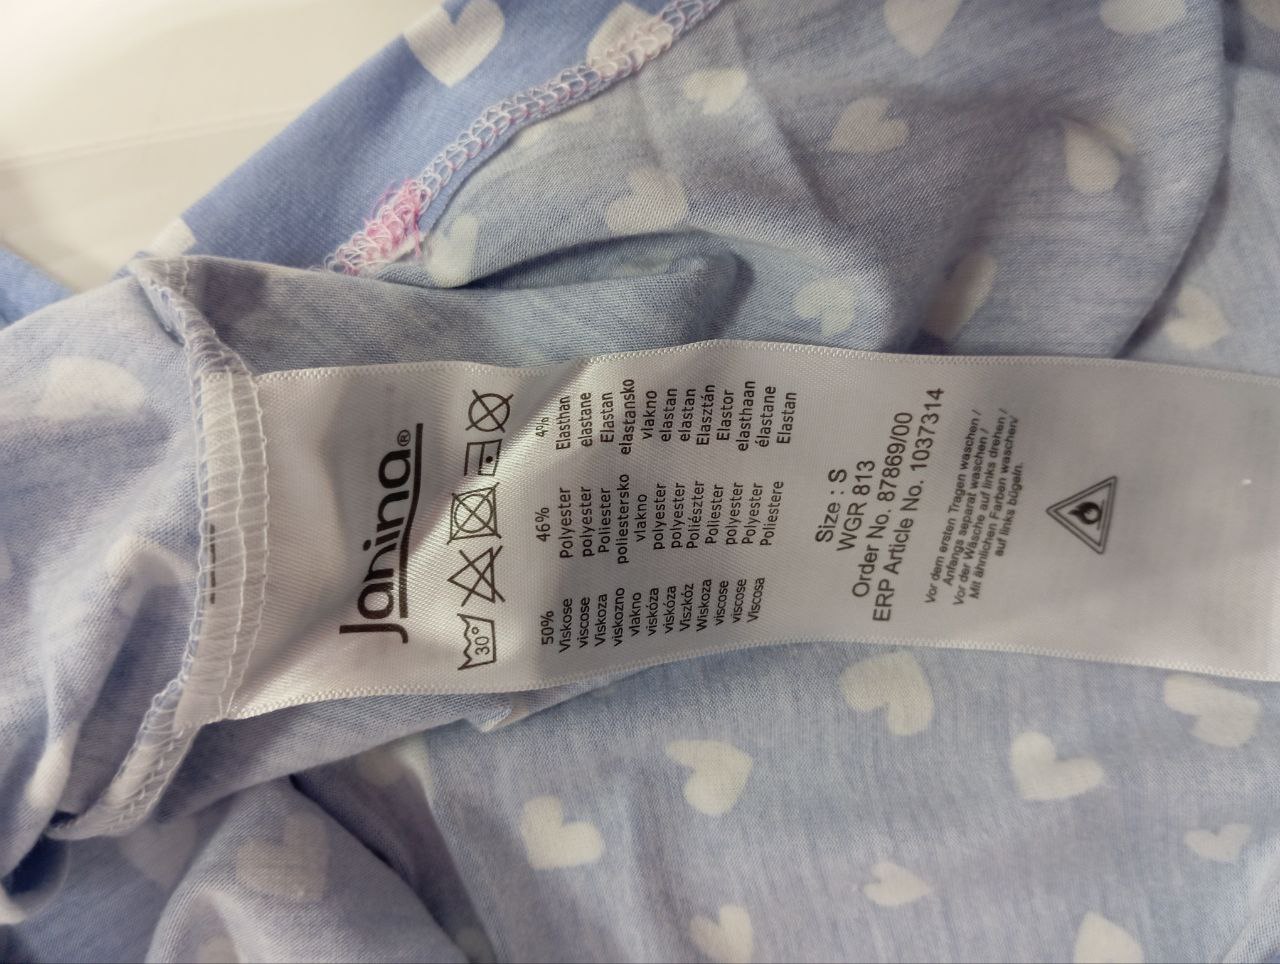 Janina®
30°
50%
Viskose
viscose
Viskoza
viskozno
vlakno
viskóza
viskóza
Viszkóz
Wiskoza
viscose
viscose
Viscosa
46%
Polyester
polyester
Poliester
poliestersko
vlakno
polyester
polyester
Poliészter
Poliester
polyester
Polyester
Poliestere
4%
Elasthan
elastane
Elastan
elastansko
vlakno
elastan
elastan
Elasztán
Elastor
elasthaan
élastane
Elastan
Size : S
WGR 813
Order No. 87869/00
ERP Article No. 1037314
Vor dem ersten Tragen waschen /
Anfangs separat waschen /
Vor der Wäsche auf links drehen /
Mit ähnlichen Farben waschen/
auf links bügeln.